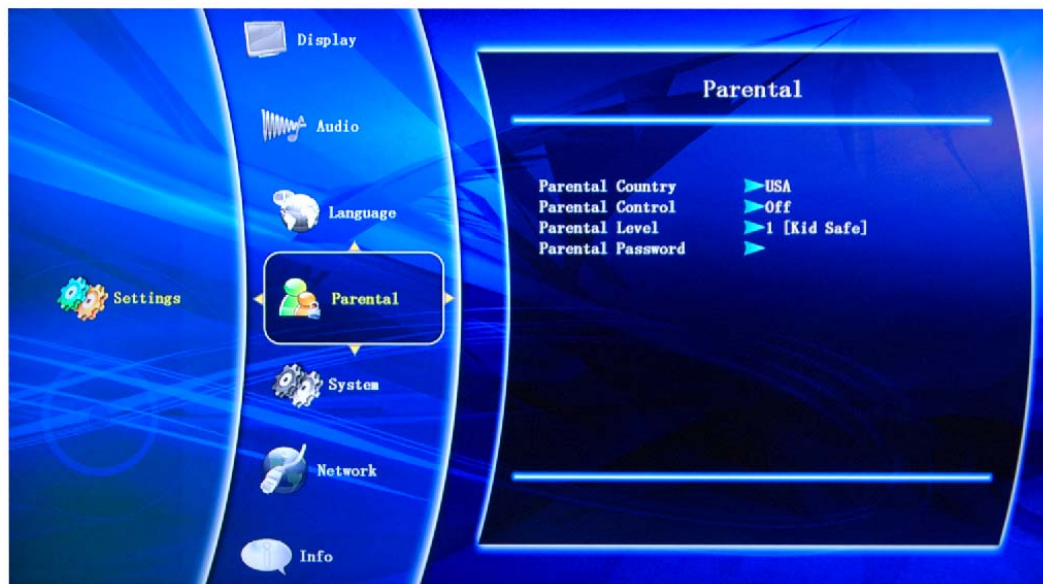 Display
Audio
Language
Settings
Parental
System
Network
Info
Parental
Parental Country USA
Parental Control Off
Parental Level 1 [Kid Safe]
Parental Password